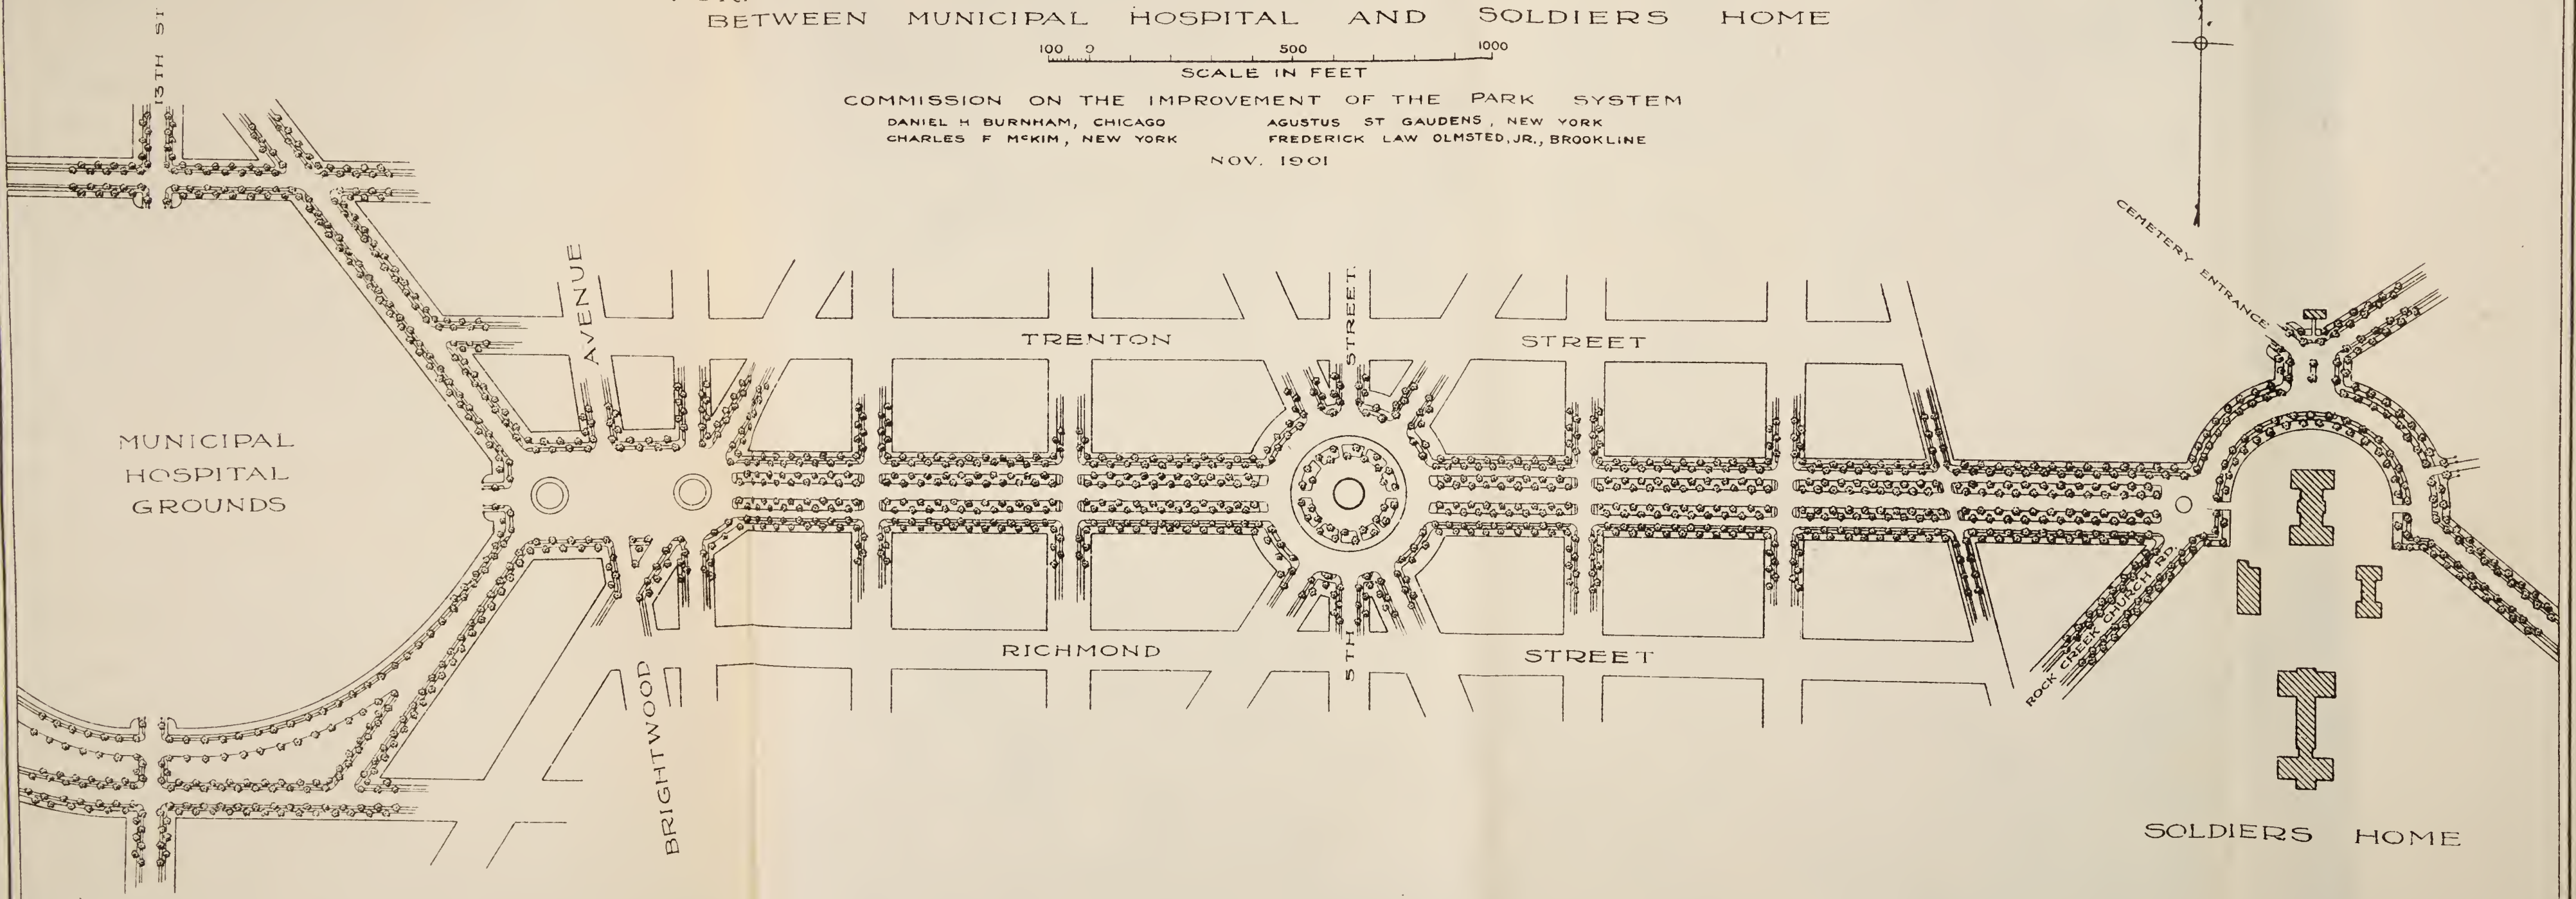 BETWEEN MUNICIPAL HOSPITAL AND SOLDIERS HOME
100 0 500 1000
SCALE IN FEET
COMMISSION ON THE IMPROVEMENT OF THE PARK SYSTEM
DANIEL H BURNHAM, CHICAGO AGUSTUS ST GAUDENS, NEW YORK
CHARLES F McKIM, NEW YORK FREDERICK LAW OLMSTED, JR., BROOKLINE
NOV. 1901
13TH ST
CEMETERY ENTRANCE
AVENUE
STREET.
TRENTON STREET
MUNICIPAL
HOSPITAL
GROUNDS
ROCK CREEK CHURCH RD.
5TH
RICHMOND STREET
BRIGHTWOOD
SOLDIERS HOME